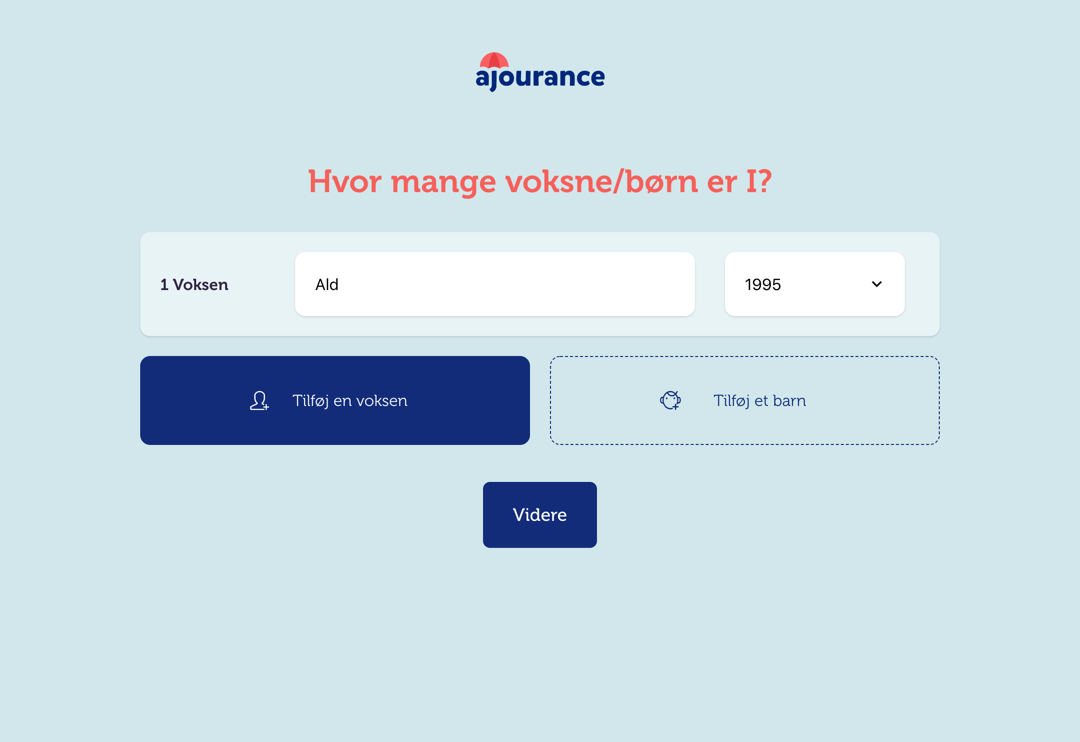 ajourance
Hvor mange voksne/børn er I?
1 Voksen
Ald
1995
Tilføj en voksen
Tilføj et barn
Videre